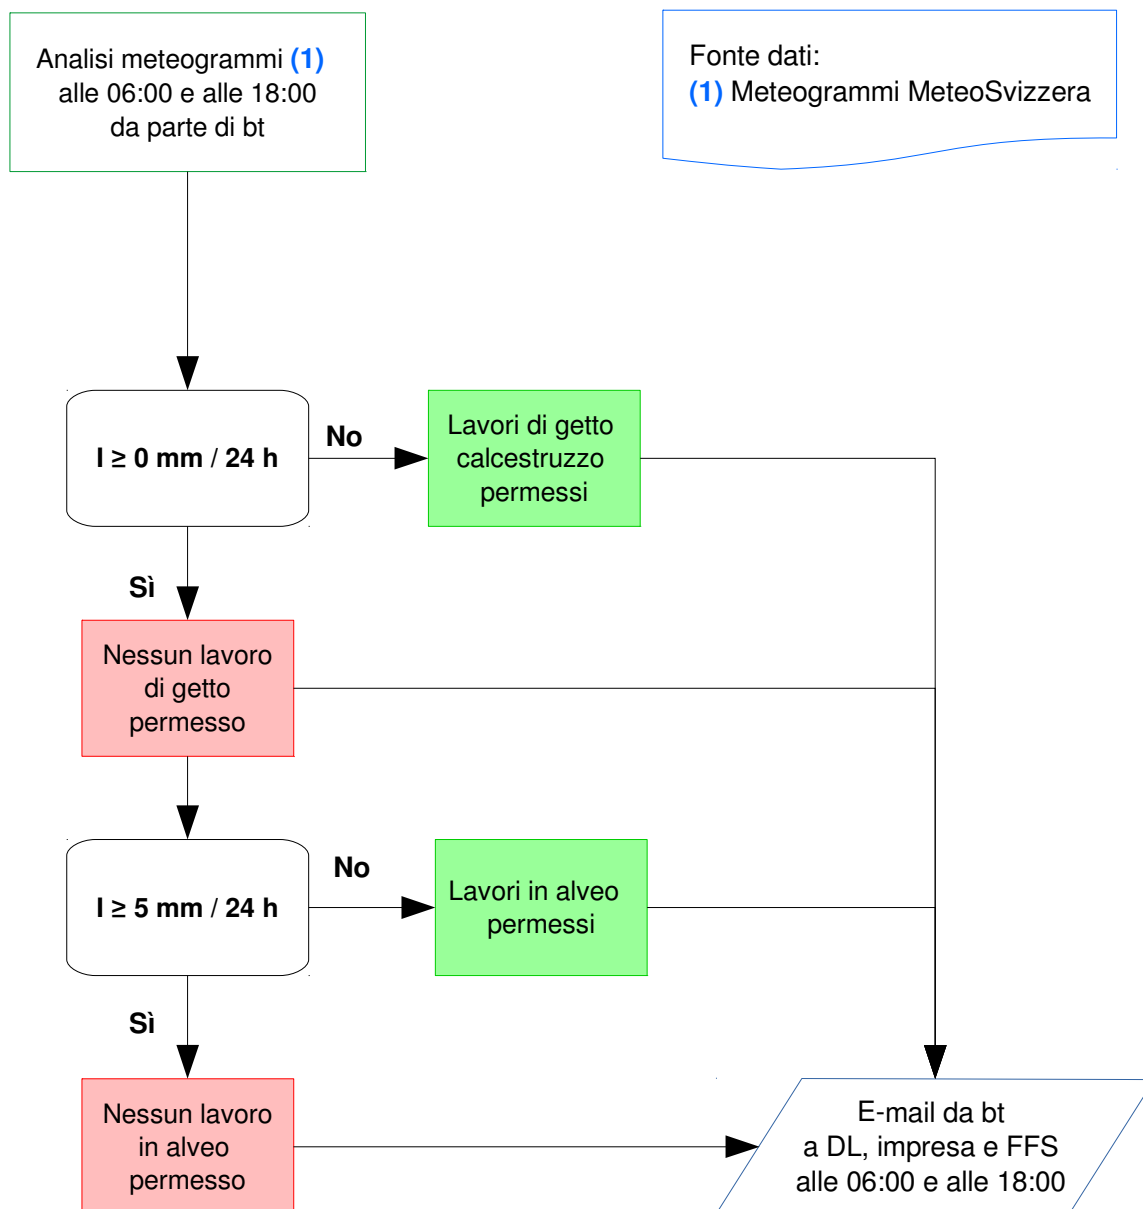 Analisi meteogrammi (1)
alle 06:00 e alle 18:00
da parte di bt
Fonte dati:
(1) Meteogrammi MeteoSvizzera
I ≥ 0 mm / 24 h
No
Lavori di getto
calcestruzzo
permessi
Sì
Nessun lavoro
di getto
permesso
I ≥ 5 mm / 24 h
No
Lavori in alveo
permessi
Sì
Nessun lavoro
in alveo
permesso
E-mail da bt
a DL, impresa e FFS
alle 06:00 e alle 18:00